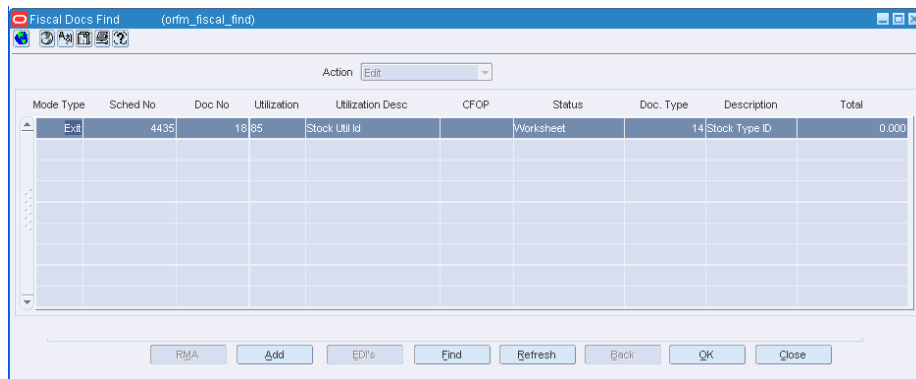 Fiscal Docs Find (orfm_fiscal_find)
Action Edit
Mode Type Sched No Doc No Utilization Utilization Desc CFOP Status Doc. Type Description Total
Exit 4435 18 85 Stock Util Id Worksheet 14 Stock Type ID 0.000
RMA Add EDI's Find Refresh Back OK Close